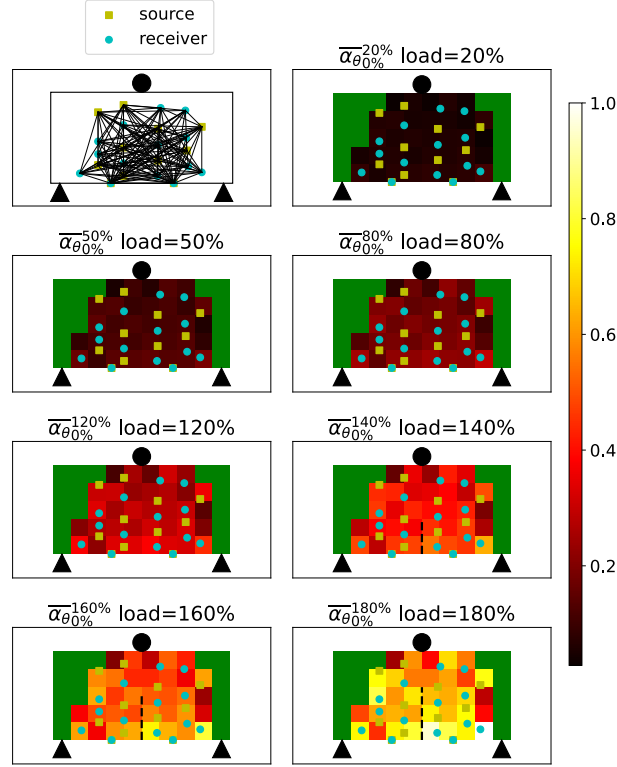 source
receiver
$\overline{\alpha}_{\theta 0\%}^{20\%}$ load=20%
1.0
0.8
0.6
0.4
0.2
$\overline{\alpha}_{\theta 0\%}^{50\%}$ load=50%
$\overline{\alpha}_{\theta 0\%}^{80\%}$ load=80%
$\overline{\alpha}_{\theta 0\%}^{120\%}$ load=120%
$\overline{\alpha}_{\theta 0\%}^{140\%}$ load=140%
$\overline{\alpha}_{\theta 0\%}^{160\%}$ load=160%
$\overline{\alpha}_{\theta 0\%}^{180\%}$ load=180%